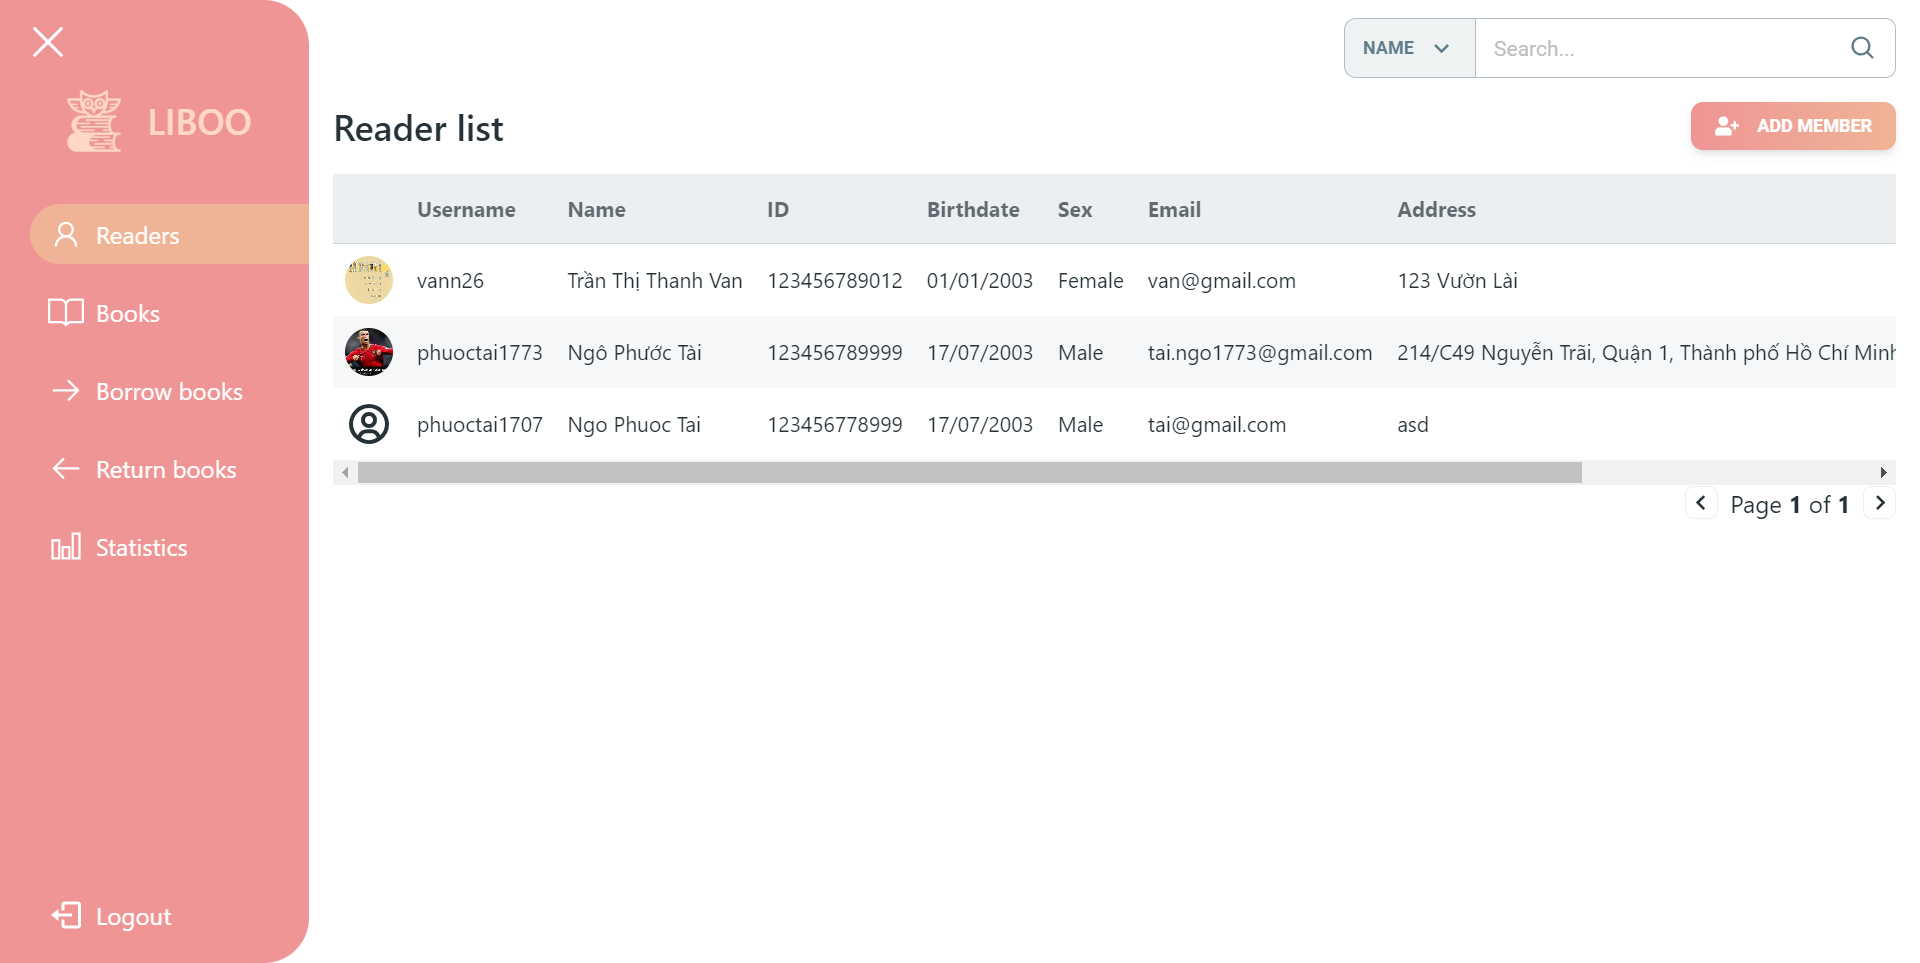 NAME
Search...
LIBOO
Reader list
ADD MEMBER
Readers
Books
Borrow books
Return books
Statistics
Logout
Username Name ID Birthdate Sex Email Address
vann26 Trần Thị Thanh Van 123456789012 01/01/2003 Female van@gmail.com 123 Vườn Lài
phuoctai1773 Ngô Phước Tài 123456789999 17/07/2003 Male tai.ngo1773@gmail.com 214/C49 Nguyễn Trãi, Quận 1, Thành phố Hồ Chí Minh
phuoctai1707 Ngo Phuoc Tai 123456778999 17/07/2003 Male tai@gmail.com asd
Page 1 of 1